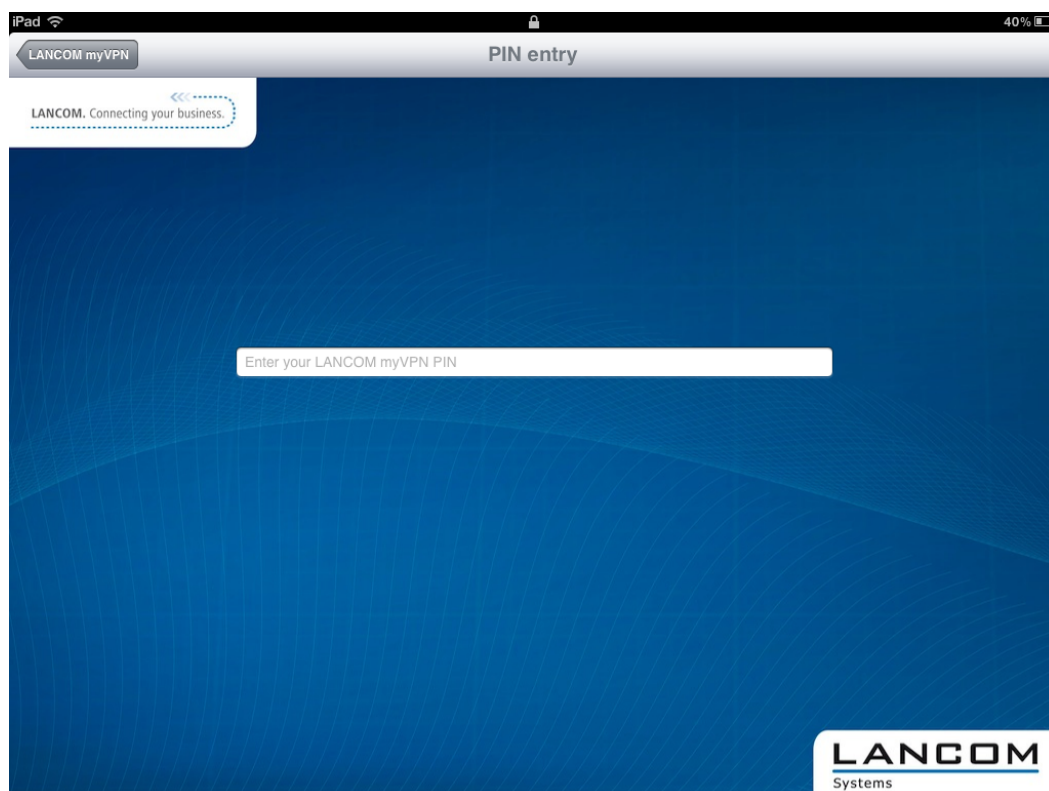 iPad 40%
LANCOM myVPN PIN entry
LANCOM. Connecting your business.
Enter your LANCOM myVPN PIN
LANCOM
Systems